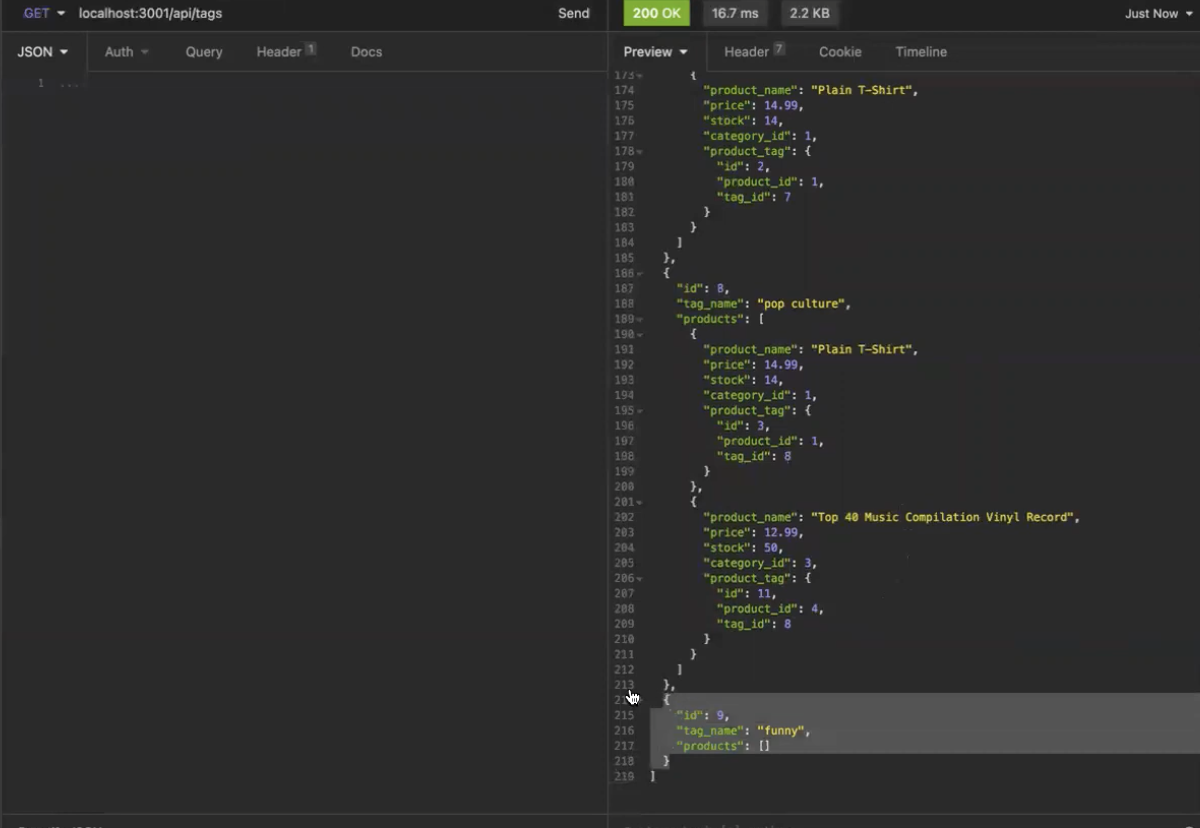 GET localhost:3001/api/tags Send 200 OK 16.7 ms 2.2 KB Just Now
JSON Auth Query Header 1 Docs Preview Header 7 Cookie Timeline
1 ...
173 {
174 "product_name": "Plain T-Shirt",
175 "price": 14.99,
176 "stock": 14,
177 "category_id": 1,
178 "product_tag": {
179 "id": 2,
180 "product_id": 1,
181 "tag_id": 7
182 }
183 }
184 ]
185 },
186 {
187 "id": 8,
188 "tag_name": "pop culture",
189 "products": [
190 {
191 "product_name": "Plain T-Shirt",
192 "price": 14.99,
193 "stock": 14,
194 "category_id": 1,
195 "product_tag": {
196 "id": 3,
197 "product_id": 1,
198 "tag_id": 8
199 }
200 },
201 {
202 "product_name": "Top 40 Music Compilation Vinyl Record",
203 "price": 12.99,
204 "stock": 50,
205 "category_id": 3,
206 "product_tag": {
207 "id": 11,
208 "product_id": 4,
209 "tag_id": 8
210 }
211 }
212 ]
213 },
{
215 "id": 9,
216 "tag_name": "funny",
217 "products": []
218 }
219 ]